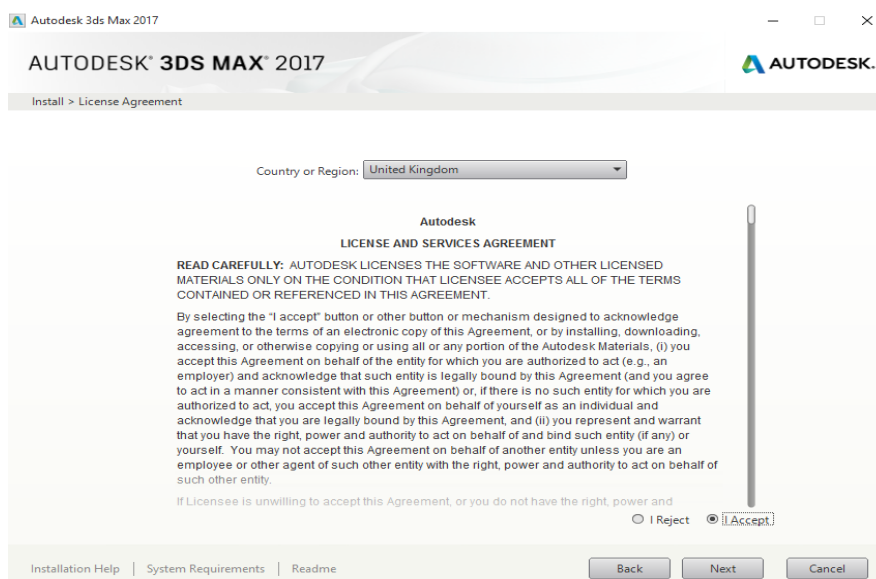 Autodesk 3ds Max 2017
AUTODESK® 3DS MAX® 2017
AUTODESK.
Install > License Agreement
Country or Region: United Kingdom
Autodesk
LICENSE AND SERVICES AGREEMENT
READ CAREFULLY: AUTODESK LICENSES THE SOFTWARE AND OTHER LICENSED
MATERIALS ONLY ON THE CONDITION THAT LICENSEE ACCEPTS ALL OF THE TERMS
CONTAINED OR REFERENCED IN THIS AGREEMENT.
By selecting the “I accept” button or other button or mechanism designed to acknowledge
agreement to the terms of an electronic copy of this Agreement, or by installing, downloading,
accessing, or otherwise copying or using all or any portion of the Autodesk Materials, (i) you
accept this Agreement on behalf of the entity for which you are authorized to act (e.g., an
employer) and acknowledge that such entity is legally bound by this Agreement (and you agree
to act in a manner consistent with this Agreement) or, if there is no such entity for which you are
authorized to act, you accept this Agreement on behalf of yourself as an individual and
acknowledge that you are legally bound by this Agreement, and (ii) you represent and warrant
that you have the right, power and authority to act on behalf of and bind such entity (if any) or
yourself. You may not accept this Agreement on behalf of another entity unless you are an
employee or other agent of such other entity with the right, power and authority to act on behalf of
such other entity.
If Licensee is unwilling to accept this Agreement, or you do not have the right, power and
I Reject I Accept
Installation Help | System Requirements | Readme Back Next Cancel